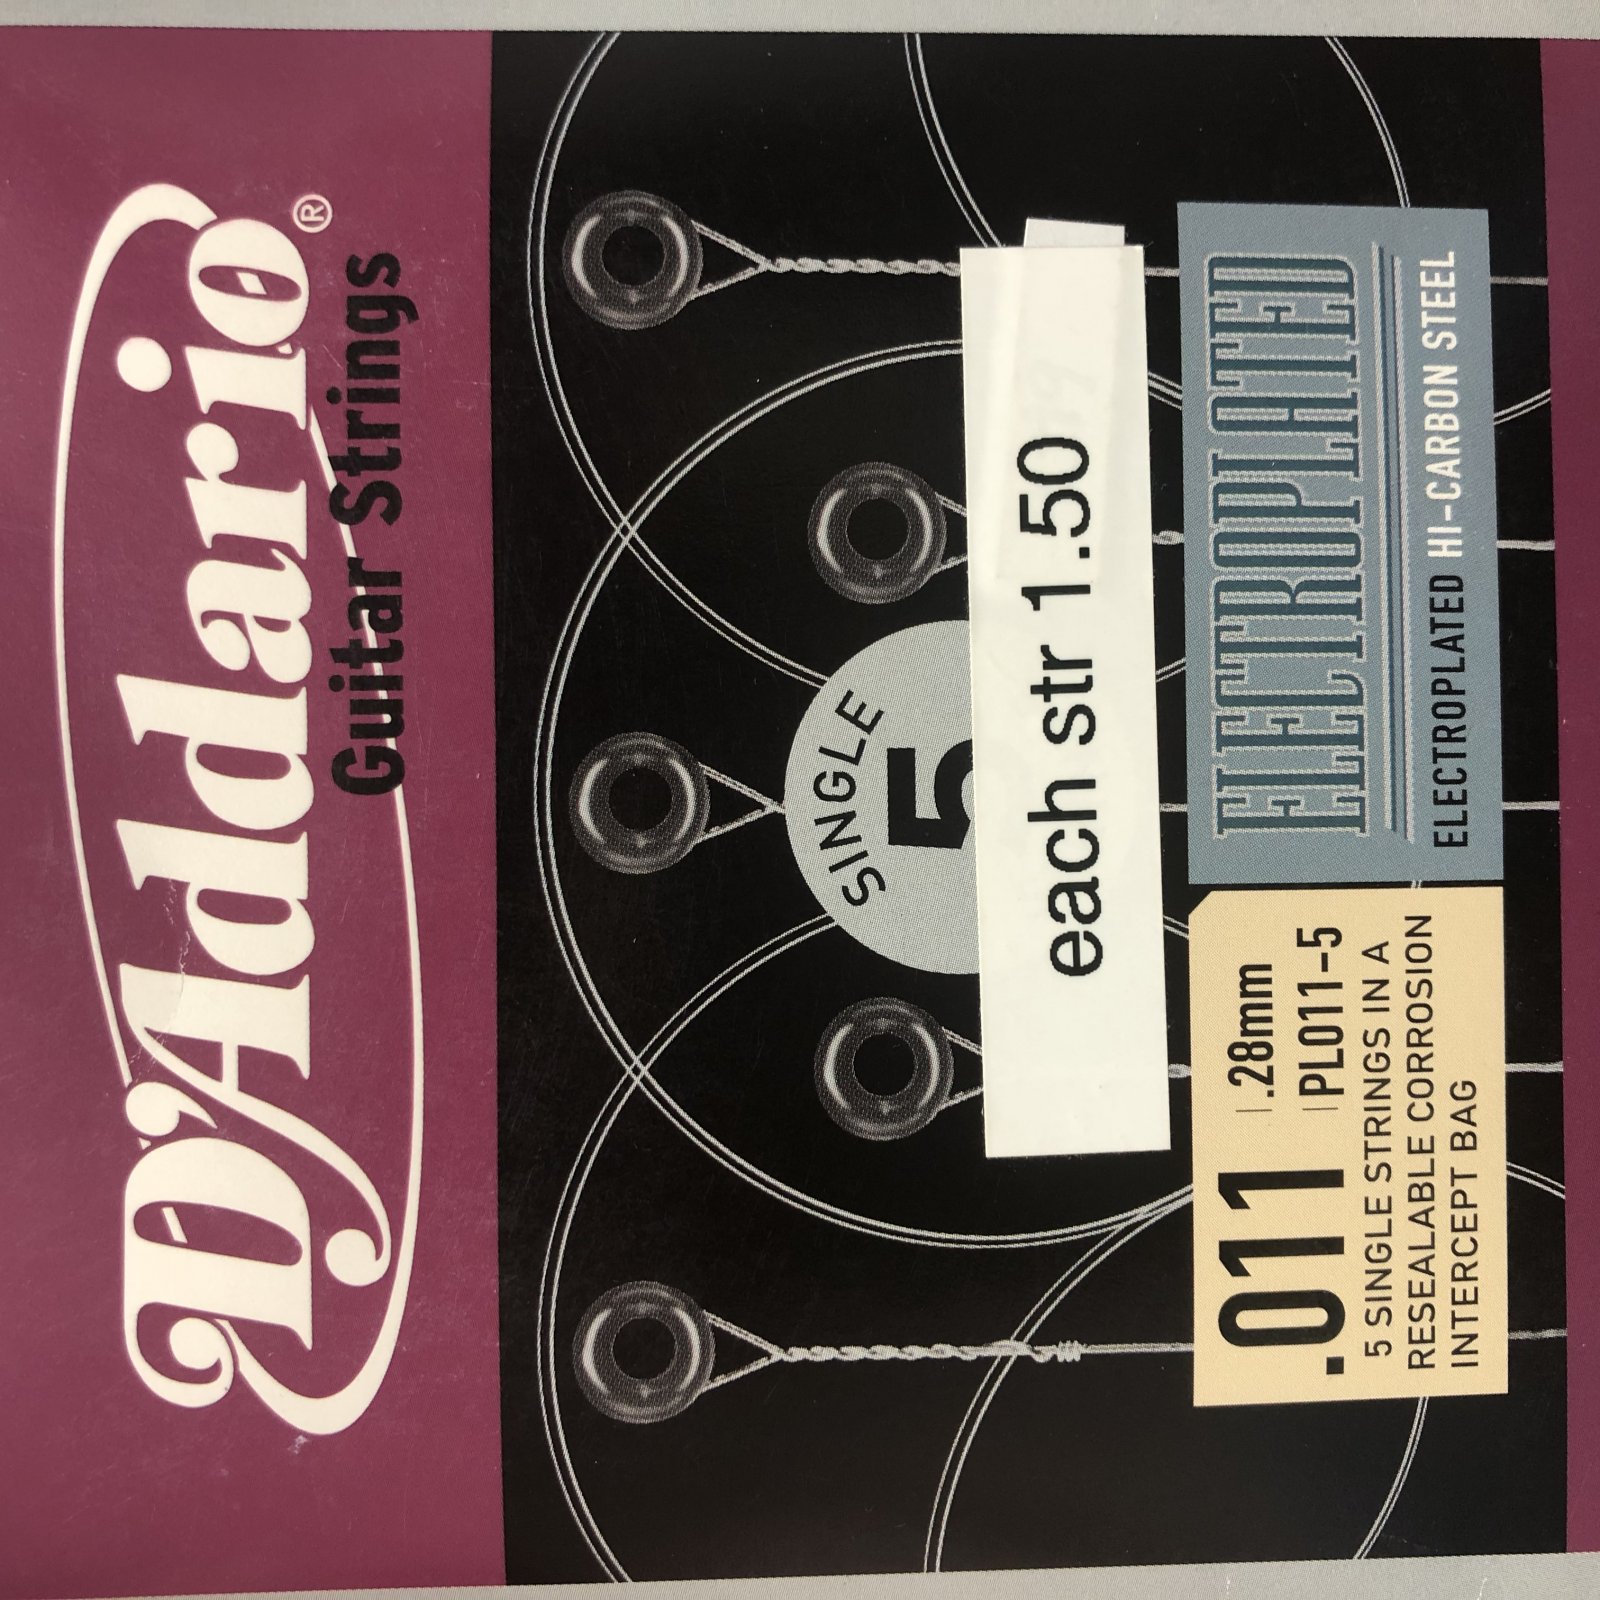 D'Addario®
Guitar Strings
SINGLE
5
each str 1.50
ELECTROPLATED
ELECTROPLATED HI-CARBON STEEL
.011 | .28mm
| PL011-5
5 SINGLE STRINGS IN A
RESEALABLE CORROSION
INTERCEPT BAG